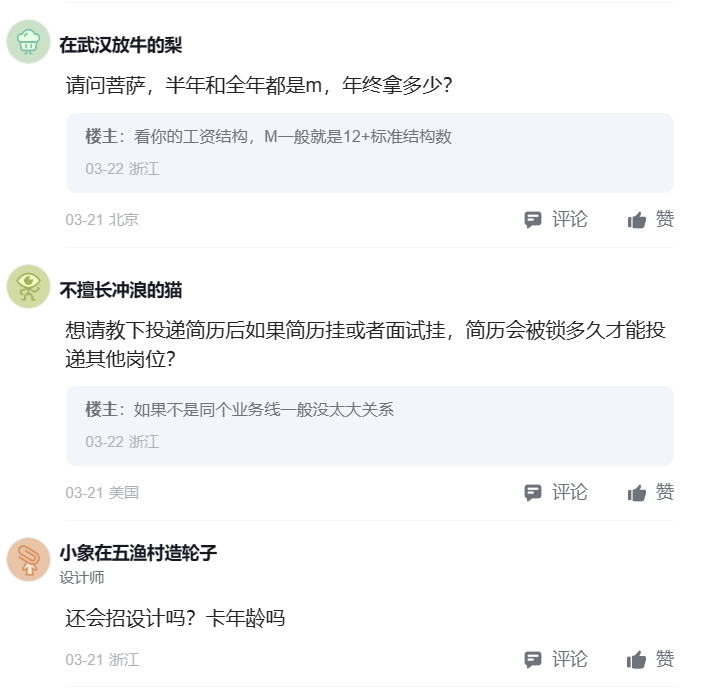 在武汉放牛的梨
请问菩萨，半年和全年都是m，年终拿多少？
楼主：看你的工资结构，M一般就是12+标准结构数
03-22 浙江
03-21 北京 评论 赞
不擅长冲浪的猫
想请教下投递简历后如果简历挂或者面试挂，简历会被锁多久才能投
递其他岗位？
楼主：如果不是同个业务线一般没太大关系
03-22 浙江
03-21 美国 评论 赞
小象在五渔村造轮子
设计师
还会招设计吗？卡年龄吗
03-21 浙江 评论 赞